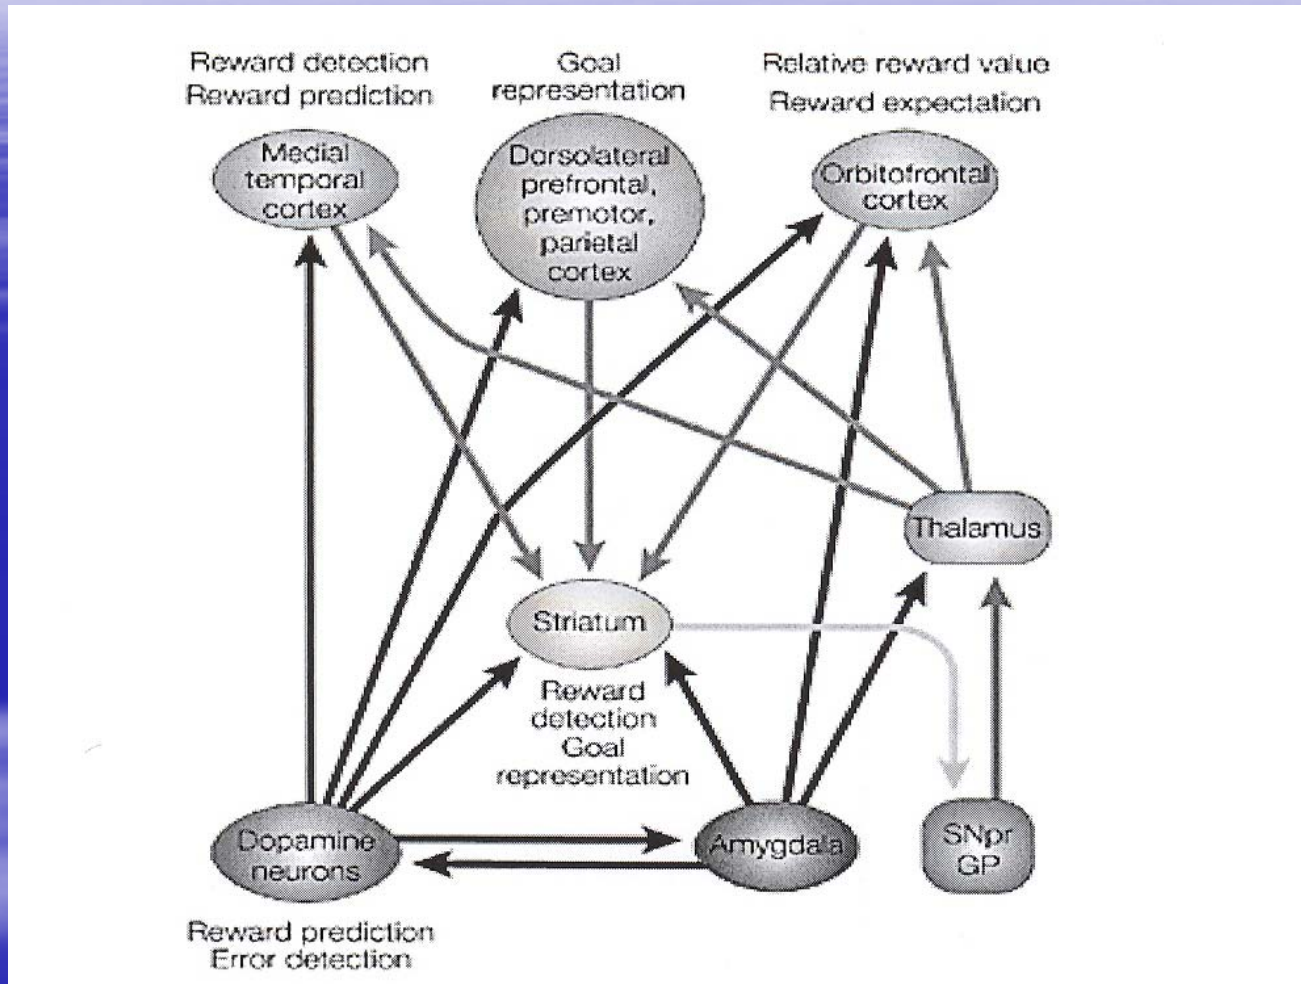 Reward detection
Reward prediction
Goal
representation
Relative reward value
Reward expectation
Medial
temporal
cortex
Dorsolateral
prefrontal,
premotor,
parietal
cortex
Orbitofrontal
cortex
Thalamus
Striatum
Reward
detection
Goal
representation
Dopamine
neurons
Amygdala
SNpr
GP
Reward prediction
Error detection